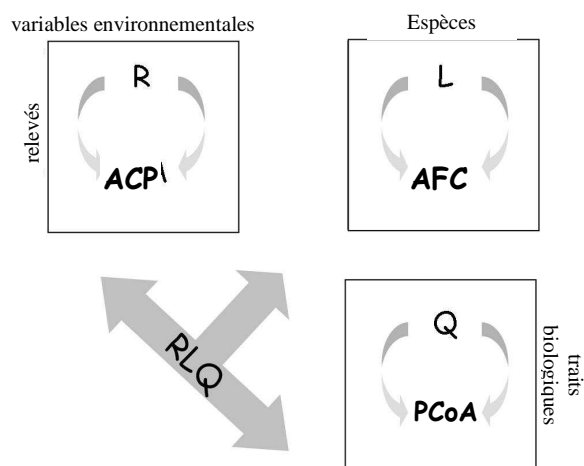 variables environnementales
Espèces
relevés
R
ACP
L
AFC
RLQ
Q
PCoA
traits
biologiques